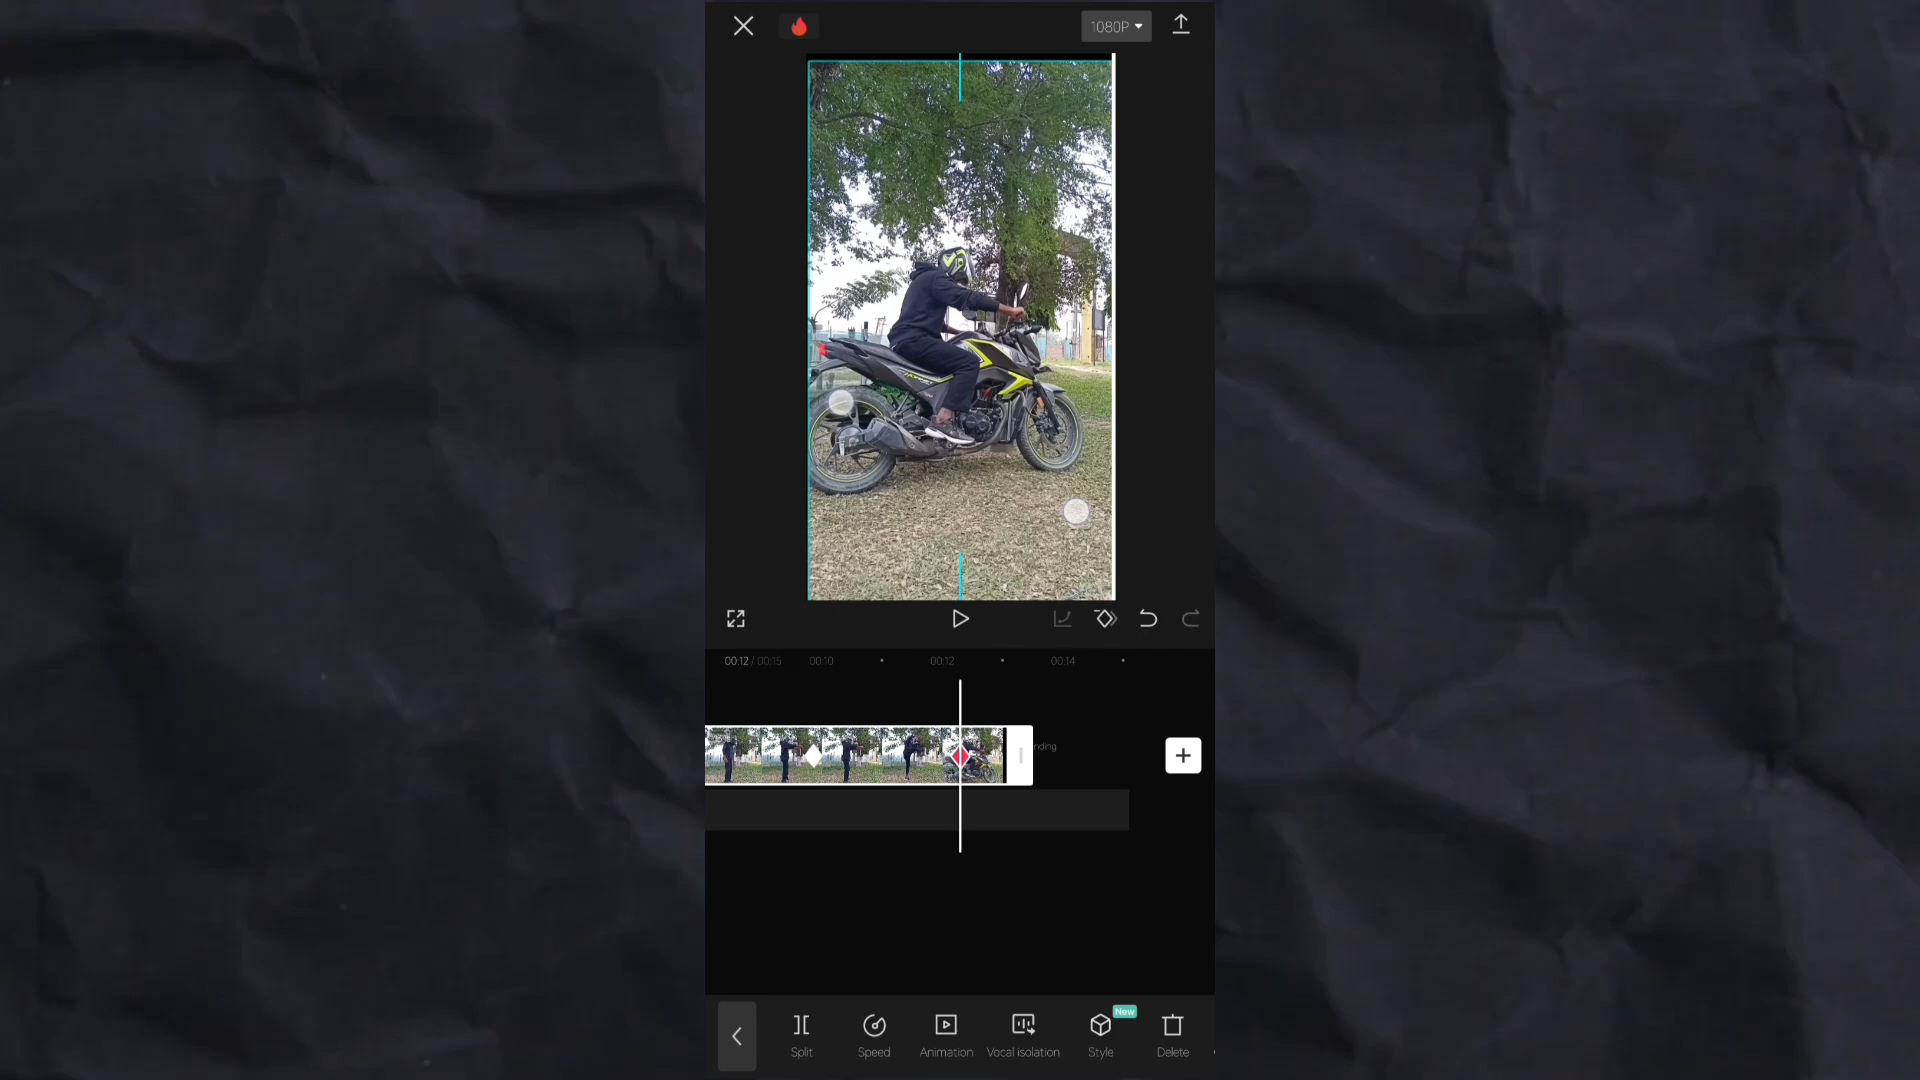 1080P
00:12 / 00:15 00:10 00:12 00:14
nding
New
Split Speed Animation Vocal isolation Style Delete